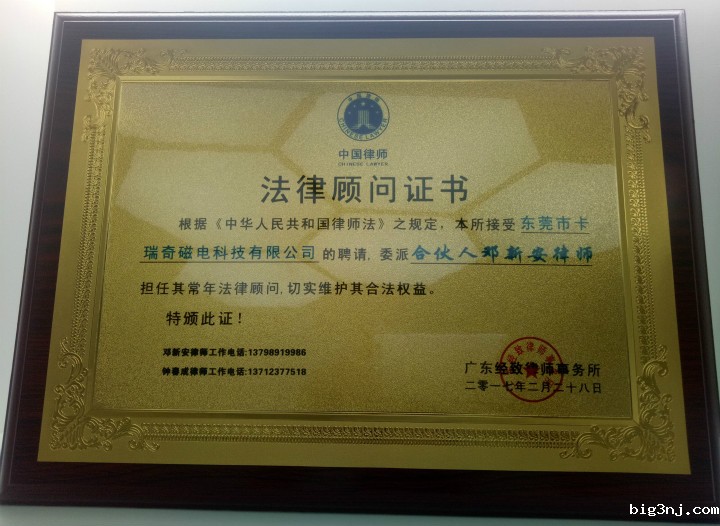 CHINESE LAWYER
中国律师
CHINESE LAWYER
法律顾问证书
根据《中华人民共和国律师法》之规定，本所接受东莞市卡
瑞奇磁电科技有限公司的聘请，委派合伙人邓新安律师
担任其常年法律顾问，切实维护其合法权益。
特颁此证！
邓新安律师工作电话:13798919986
钟春成律师工作电话:13712377518
广东经致律师事务所
二零一七年二月二十八日
big3nj.com